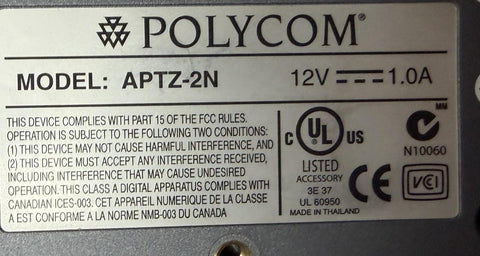 POLYCOM®
MODEL: APTZ-2N 12V 1.0A
THIS DEVICE COMPLIES WITH PART 15 OF THE FCC RULES.
OPERATION IS SUBJECT TO THE FOLLOWING TWO CONDITIONS:
(1) THIS DEVICE MAY NOT CAUSE HARMFUL INTERFERENCE, AND
(2) THIS DEVICE MUST ACCEPT ANY INTERFERENCE RECEIVED,
INCLUDING INTERFERENCE THAT MAY CAUSE UNDESIRED
OPERATION. THIS CLASS A DIGITAL APPARATUS COMPLIES WITH
CANADIAN ICES-003. CET APPAREIL NUMERIQUE DE LA CLASSE
A EST CONFORME A LA NORME NMB-003 DU CANADA
C UL® US
LISTED
ACCESSORY
3E 37
UL 60950
MADE IN THAILAND
MM
N10060
CE
VCI